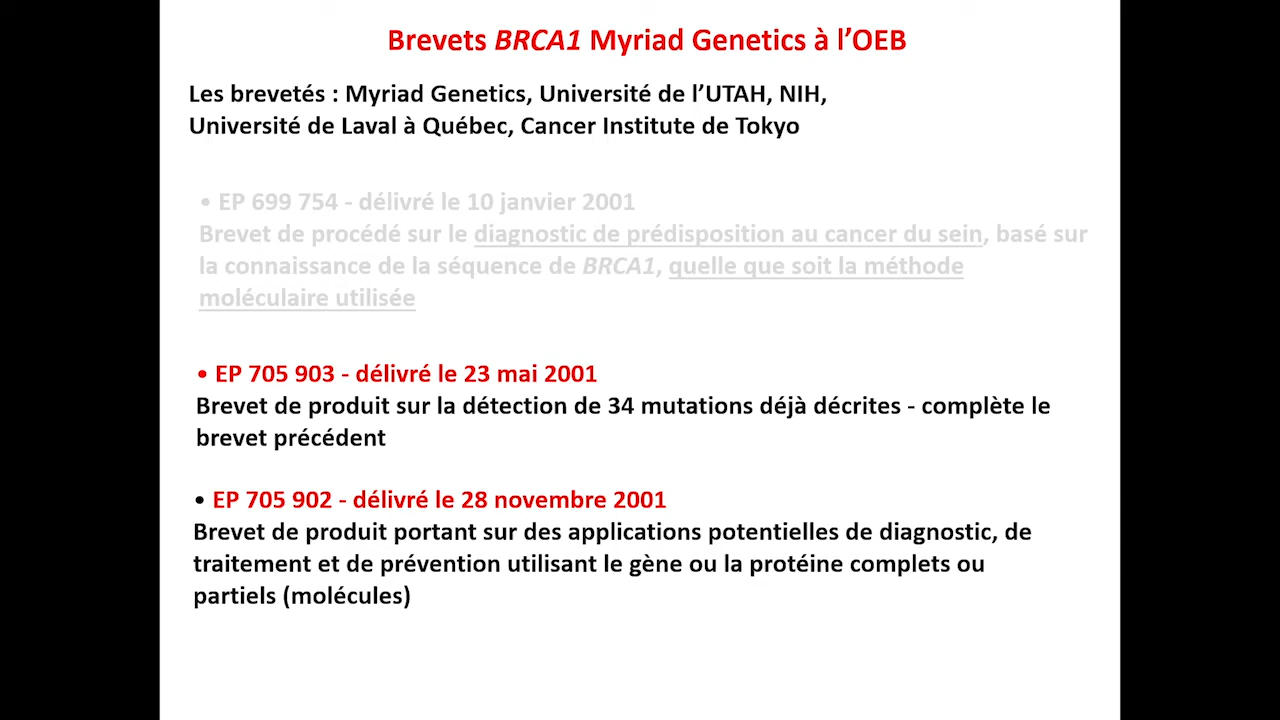 Brevets BRCA1 Myriad Genetics à l’OEB
Les brevetés : Myriad Genetics, Université de l’UTAH, NIH,
Université de Laval à Québec, Cancer Institute de Tokyo
• EP 699 754 - délivré le 10 janvier 2001
Brevet de procédé sur le diagnostic de prédisposition au cancer du sein, basé sur
la connaissance de la séquence de BRCA1, quelle que soit la méthode
moléculaire utilisée
• EP 705 903 - délivré le 23 mai 2001
Brevet de produit sur la détection de 34 mutations déjà décrites - complète le
brevet précédent
• EP 705 902 - délivré le 28 novembre 2001
Brevet de produit portant sur des applications potentielles de diagnostic, de
traitement et de prévention utilisant le gène ou la protéine complets ou
partiels (molécules)